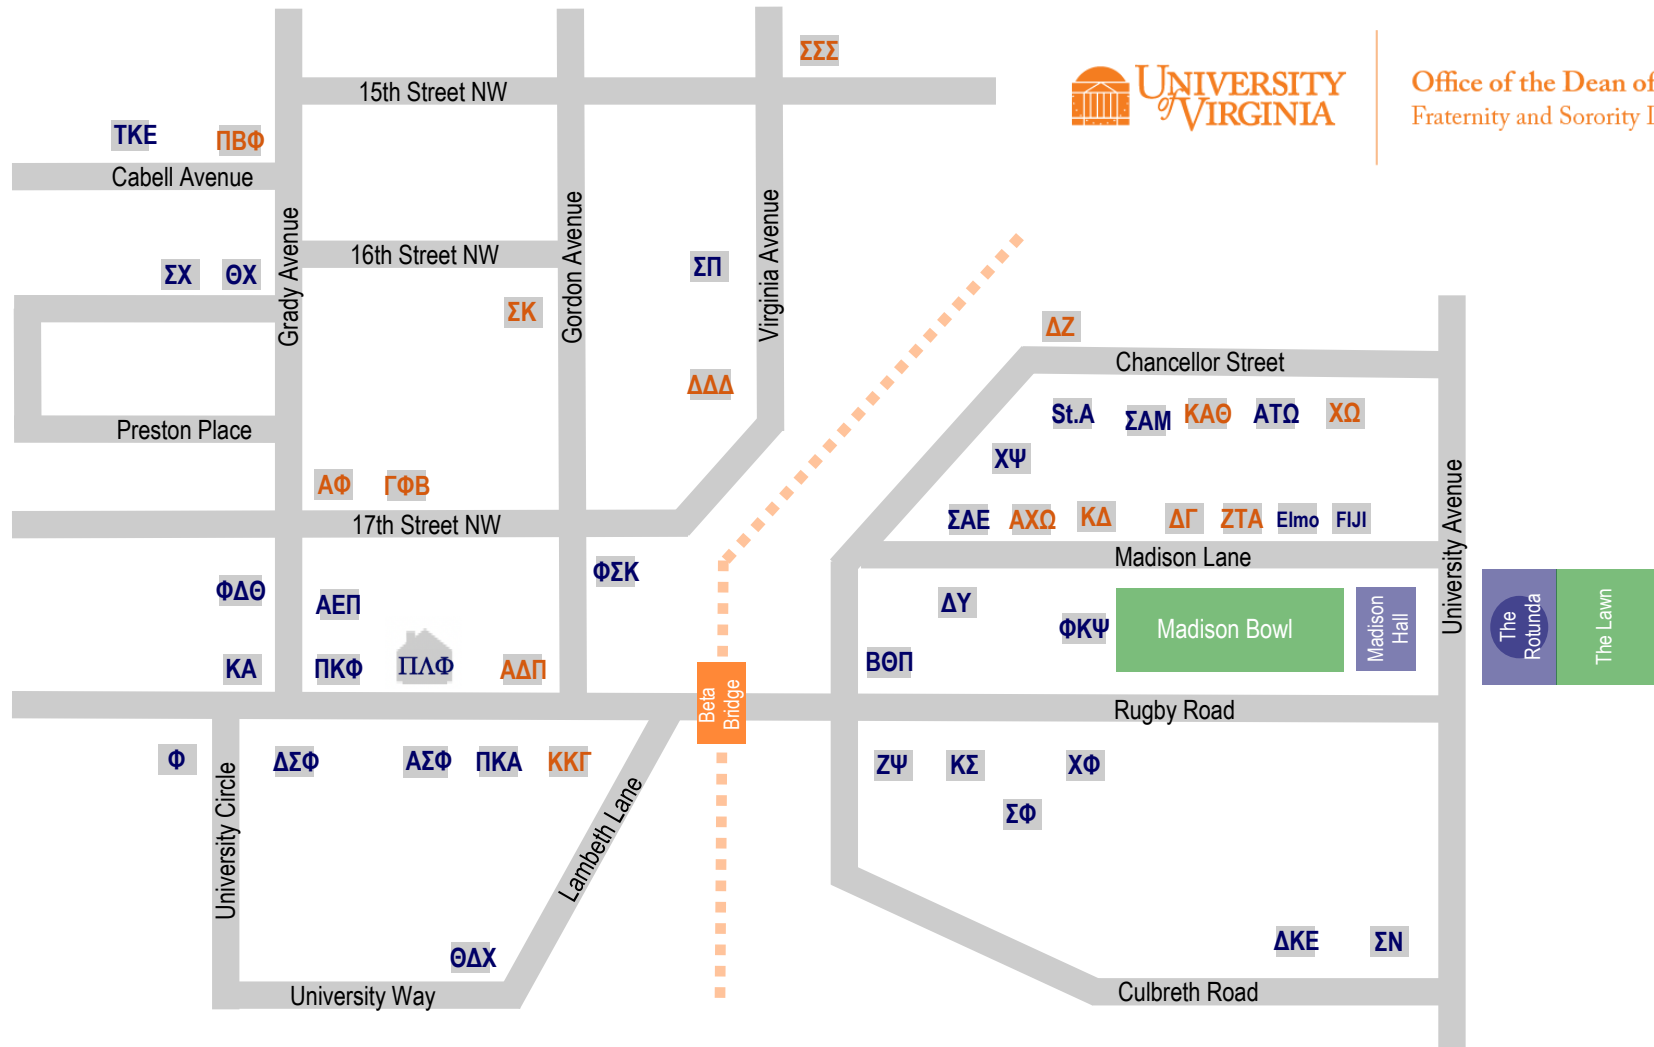 ΣΣΣ
UNIVERSITY
of VIRGINIA
Office of the Dean of
Fraternity and Sorority
15th Street NW
ΤΚΕ
ΠΒΦ
Cabell Avenue
Grady Avenue
Gordon Avenue
Virginia Avenue
16th Street NW
ΣΧ
ΘΧ
ΣΠ
ΣΚ
ΔΖ
Chancellor Street
ΔΔΔ
Preston Place
St.A
ΣΑΜ
ΚΑΘ
ΑΤΩ
ΧΩ
ΧΨ
ΑΦ
ΓΦΒ
17th Street NW
ΣΑΕ
ΑΧΩ
ΚΔ
ΔΓ
ΖΤΑ
Elmo
FIJI
University Avenue
Madison Lane
ΦΣΚ
ΦΔΘ
ΑΕΠ
ΔΥ
ΦΚΨ
Madison Bowl
Madison
Hall
The
Rotunda
The Lawn
ΚΑ
ΠΚΦ
ΠΛΦ
ΑΔΠ
ΒΘΠ
Beta
Bridge
Rugby Road
Φ
ΔΣΦ
ΑΣΦ
ΠΚΑ
ΚΚΓ
ΖΨ
ΚΣ
ΧΦ
ΣΦ
University Circle
Lambeth Lane
ΘΔΧ
ΔΚΕ
ΣΝ
University Way
Culbreth Road